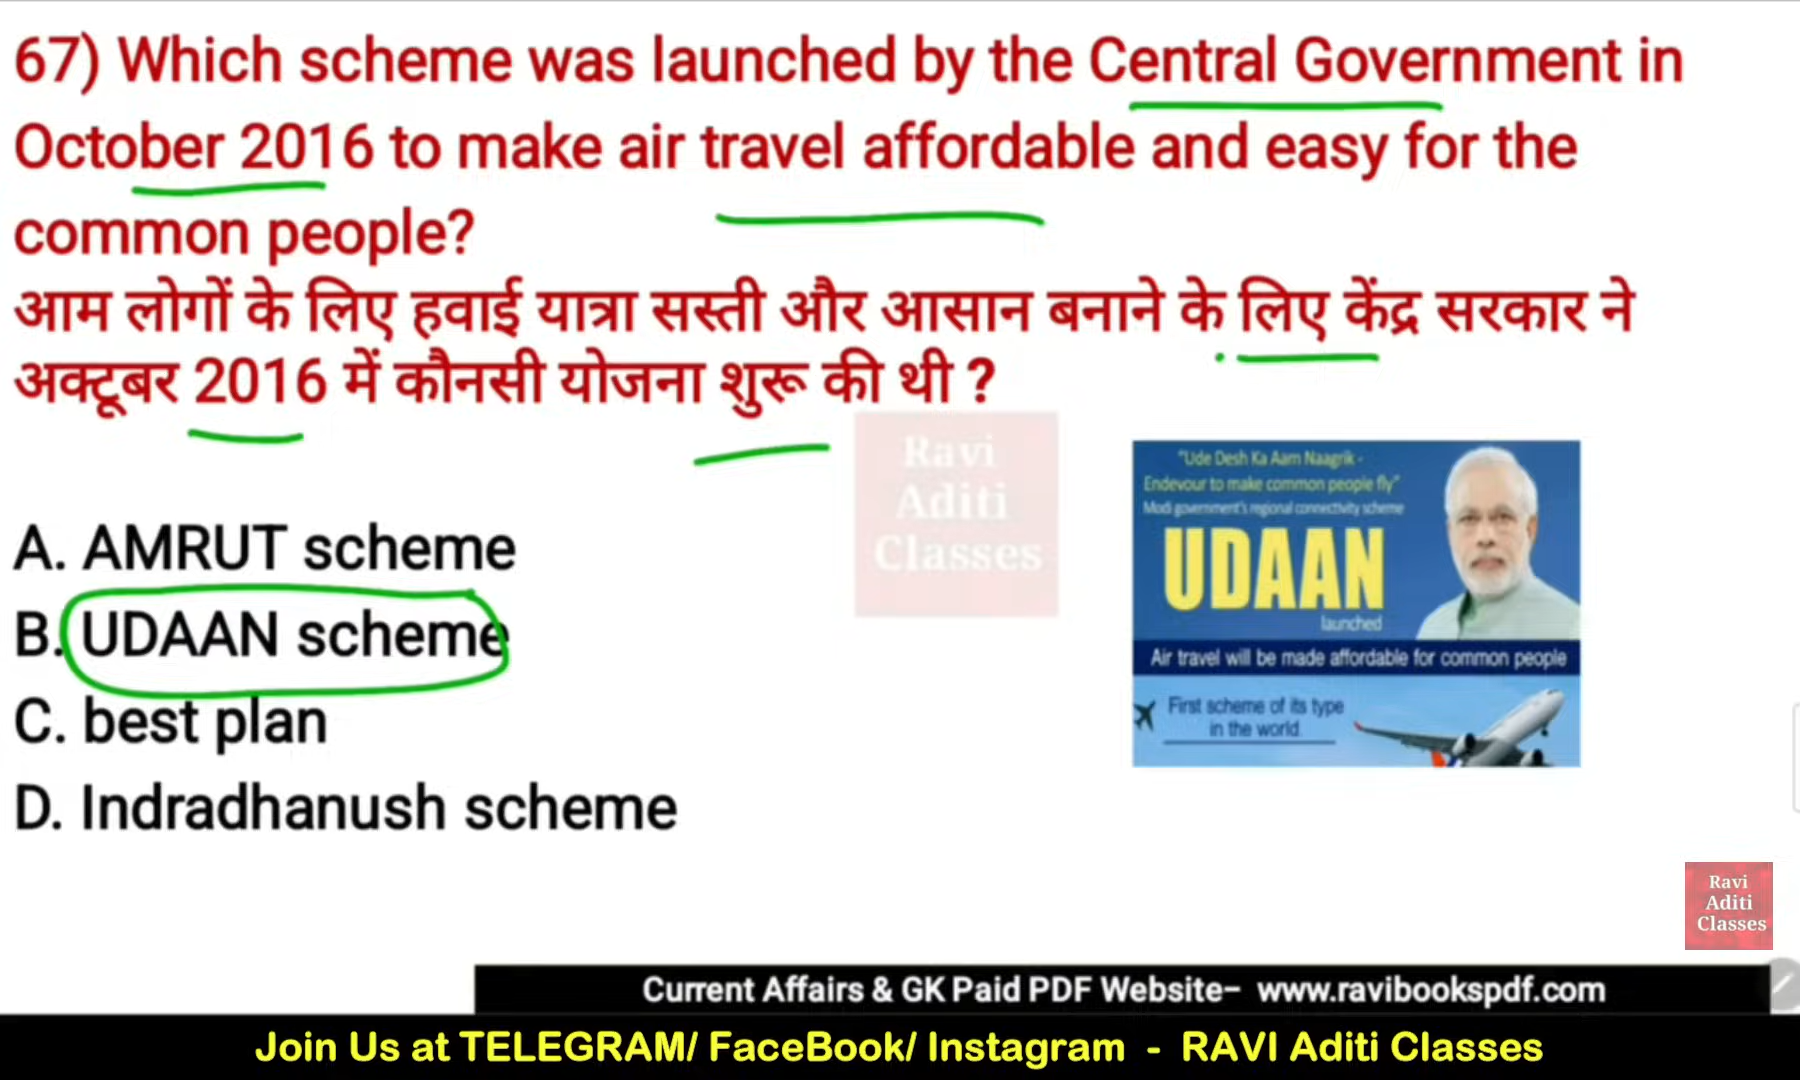 67) Which scheme was launched by the Central Government in
October 2016 to make air travel affordable and easy for the
common people?
आम लोगों के लिए हवाई यात्रा सस्ती और आसान बनाने के लिए केंद्र सरकार ने
अक्टूबर 2016 में कौनसी योजना शुरू की थी ?
A. AMRUT scheme
B. UDAAN scheme
C. best plan
D. Indradhanush scheme
Ravi
Aditi
Classes
"Ude Desh Ka Aam Naagrik -
Endevour to make common people fly"
Modi government's regional connectivity scheme
UDAAN
launched
Air travel will be made affordable for common people
First scheme of its type
in the world
Ravi
Aditi
Classes
Current Affairs & GK Paid PDF Website– www.ravibookspdf.com
Join Us at TELEGRAM/ FaceBook/ Instagram - RAVI Aditi Classes